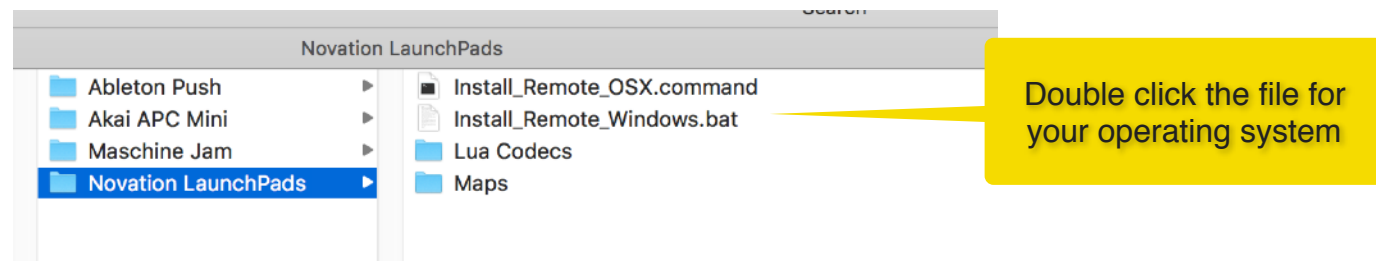 Search
Novation LaunchPads
Ableton Push
Akai APC Mini
Maschine Jam
Novation LaunchPads
Install_Remote_OSX.command
Install_Remote_Windows.bat
Lua Codecs
Maps
Double click the file for
your operating system